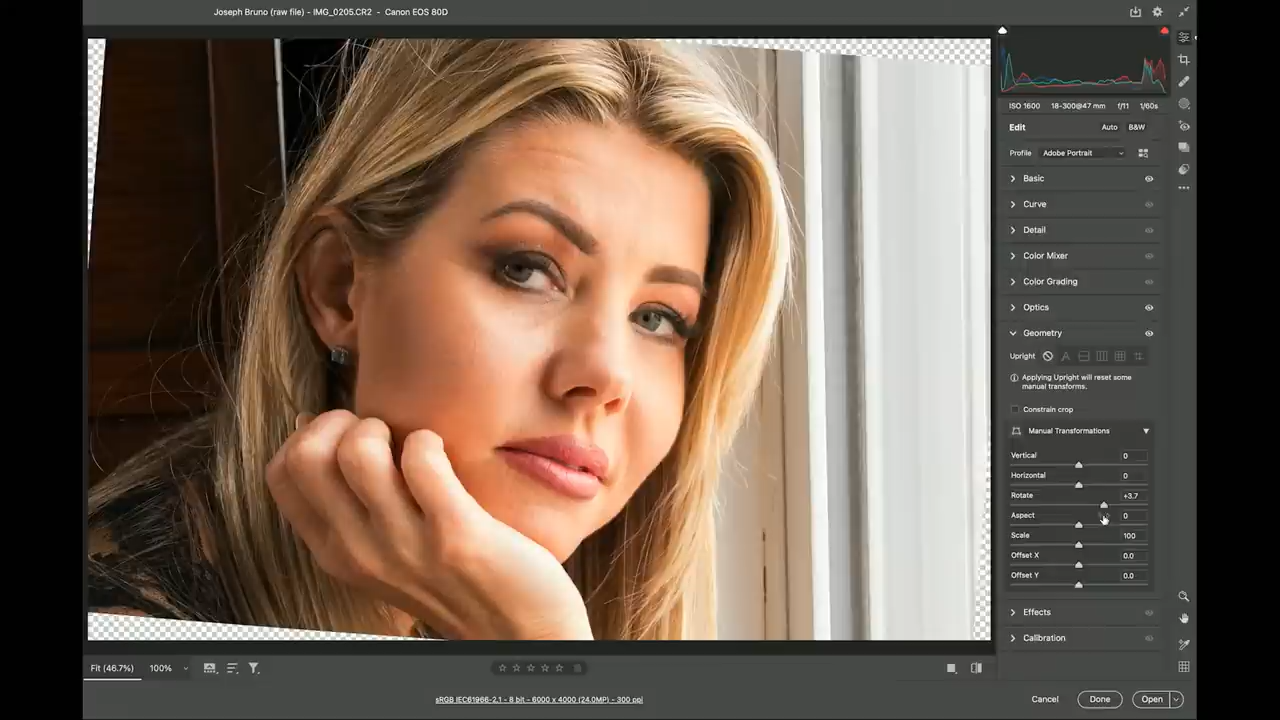 Joseph Bruno (raw file) - IMG_0205.CR2 - Canon EOS 80D
ISO 1600 18-300@47 mm f/11 1/60s
Edit Auto B&W
Profile Adobe Portrait
Basic
Curve
Detail
Color Mixer
Color Grading
Optics
Geometry
Upright A
Applying Upright will reset some
manual transforms.
Constrain crop
Manual Transformations
Vertical 0
Horizontal 0
Rotate +3.7
Aspect 0
Scale 100
Offset X 0.0
Offset Y 0.0
Effects
Calibration
Fit (46.7%) 100%
sRGB IEC61966-2.1 - 8 bit - 6000 x 4000 (24.0MP) - 300 ppi
Cancel Done Open